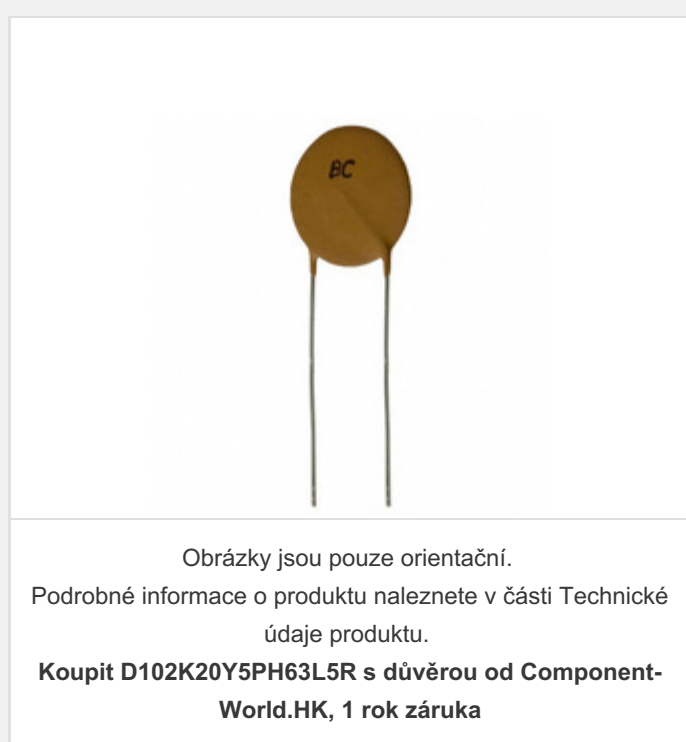 BC
Obrázky jsou pouze orientační.
Podrobné informace o produktu naleznete v části Technické
údaje produktu.
Koupit D102K20Y5PH63L5R s důvěrou od Component-
World.HK, 1 rok záruka